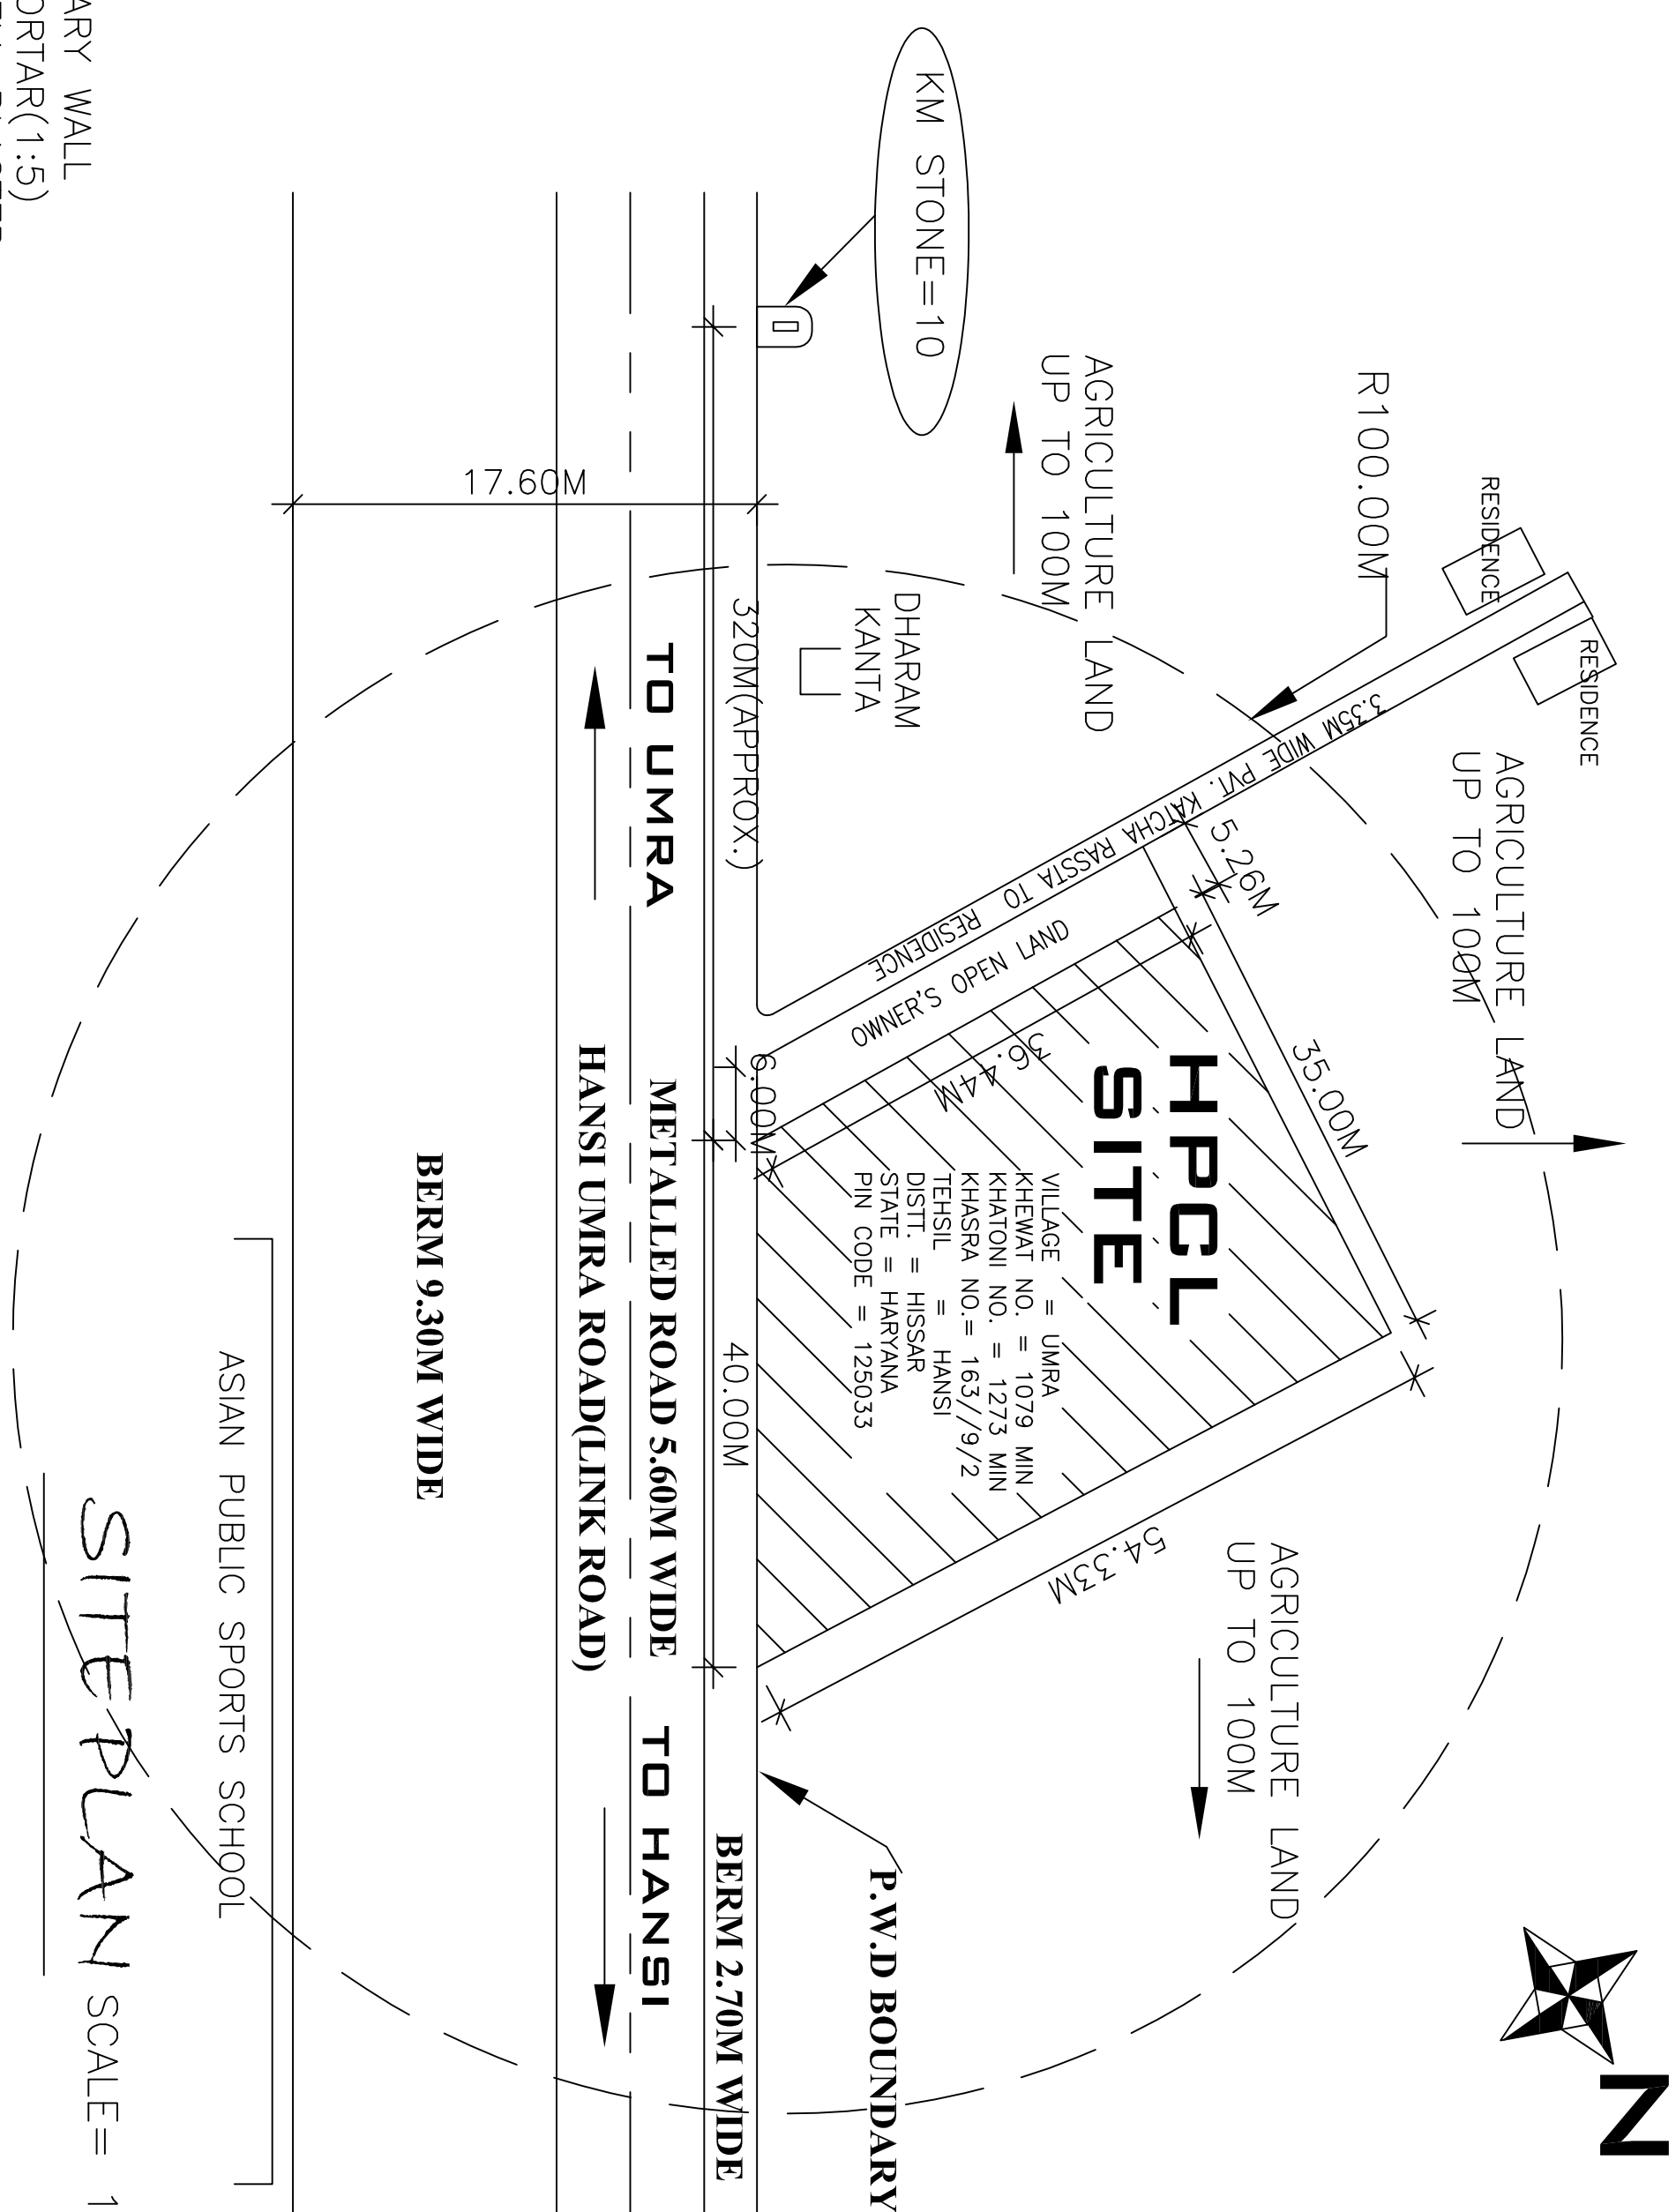 KM STONE=10
R100.00M
RESIDENCE
RESIDENCE
AGRICULTURE LAND
UP TO 100M
AGRICULTURE LAND
UP TO 100M
AGRICULTURE LAND
UP TO 100M
DHARAM
KANTA
3.35M WIDE PVT. KATCHA RASSTA TO RESIDENCE
OWNER'S OPEN LAND
5.26M
35.00M
36.44M
54.33M
HPCL
SITE
VILLAGE = UMRA
KHEWAT NO. = 1079 MIN
KHATONI NO. = 1273 MIN
KHASRA NO.= 163//9/2
TEHSIL = HANSI
DISTT. = HISSAR
STATE = HARYANA
PIN CODE = 125033
17.60M
320M(APPROX.)
6.00M
40.00M
P.W.D BOUNDARY
BERM 2.70M WIDE
TO UMRA
METALLED ROAD 5.60M WIDE
TO HANSI
HANSI UMRA ROAD(LINK ROAD)
BERM 9.30M WIDE
ASIAN PUBLIC SPORTS SCHOOL
SITEPLAN SCALE= 1
N
ARY WALL
ORTAR(1:5)